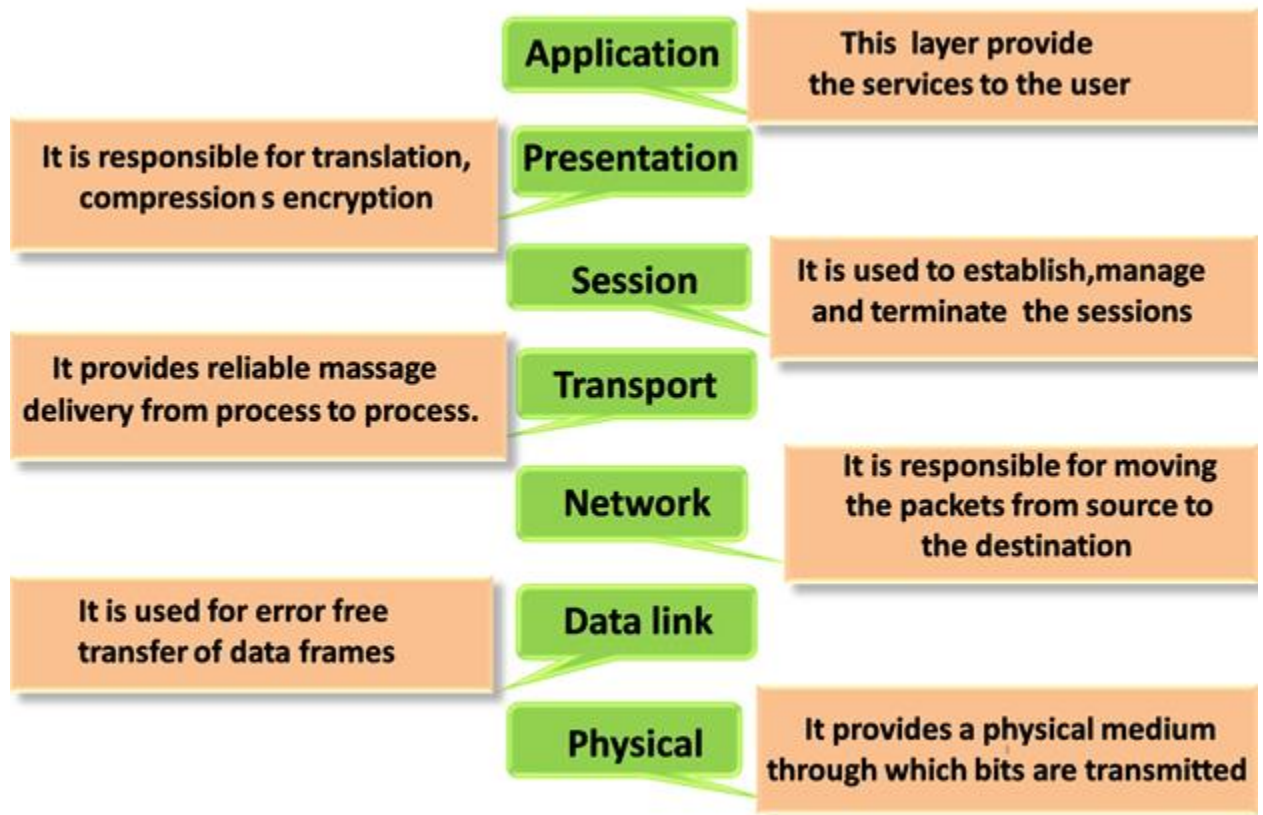 Application
This layer provide
the services to the user
Presentation
It is responsible for translation,
compression s encryption
Session
It is used to establish,manage
and terminate the sessions
Transport
It provides reliable massage
delivery from process to process.
Network
It is responsible for moving
the packets from source to
the destination
Data link
It is used for error free
transfer of data frames
Physical
It provides a physical medium
through which bits are transmitted